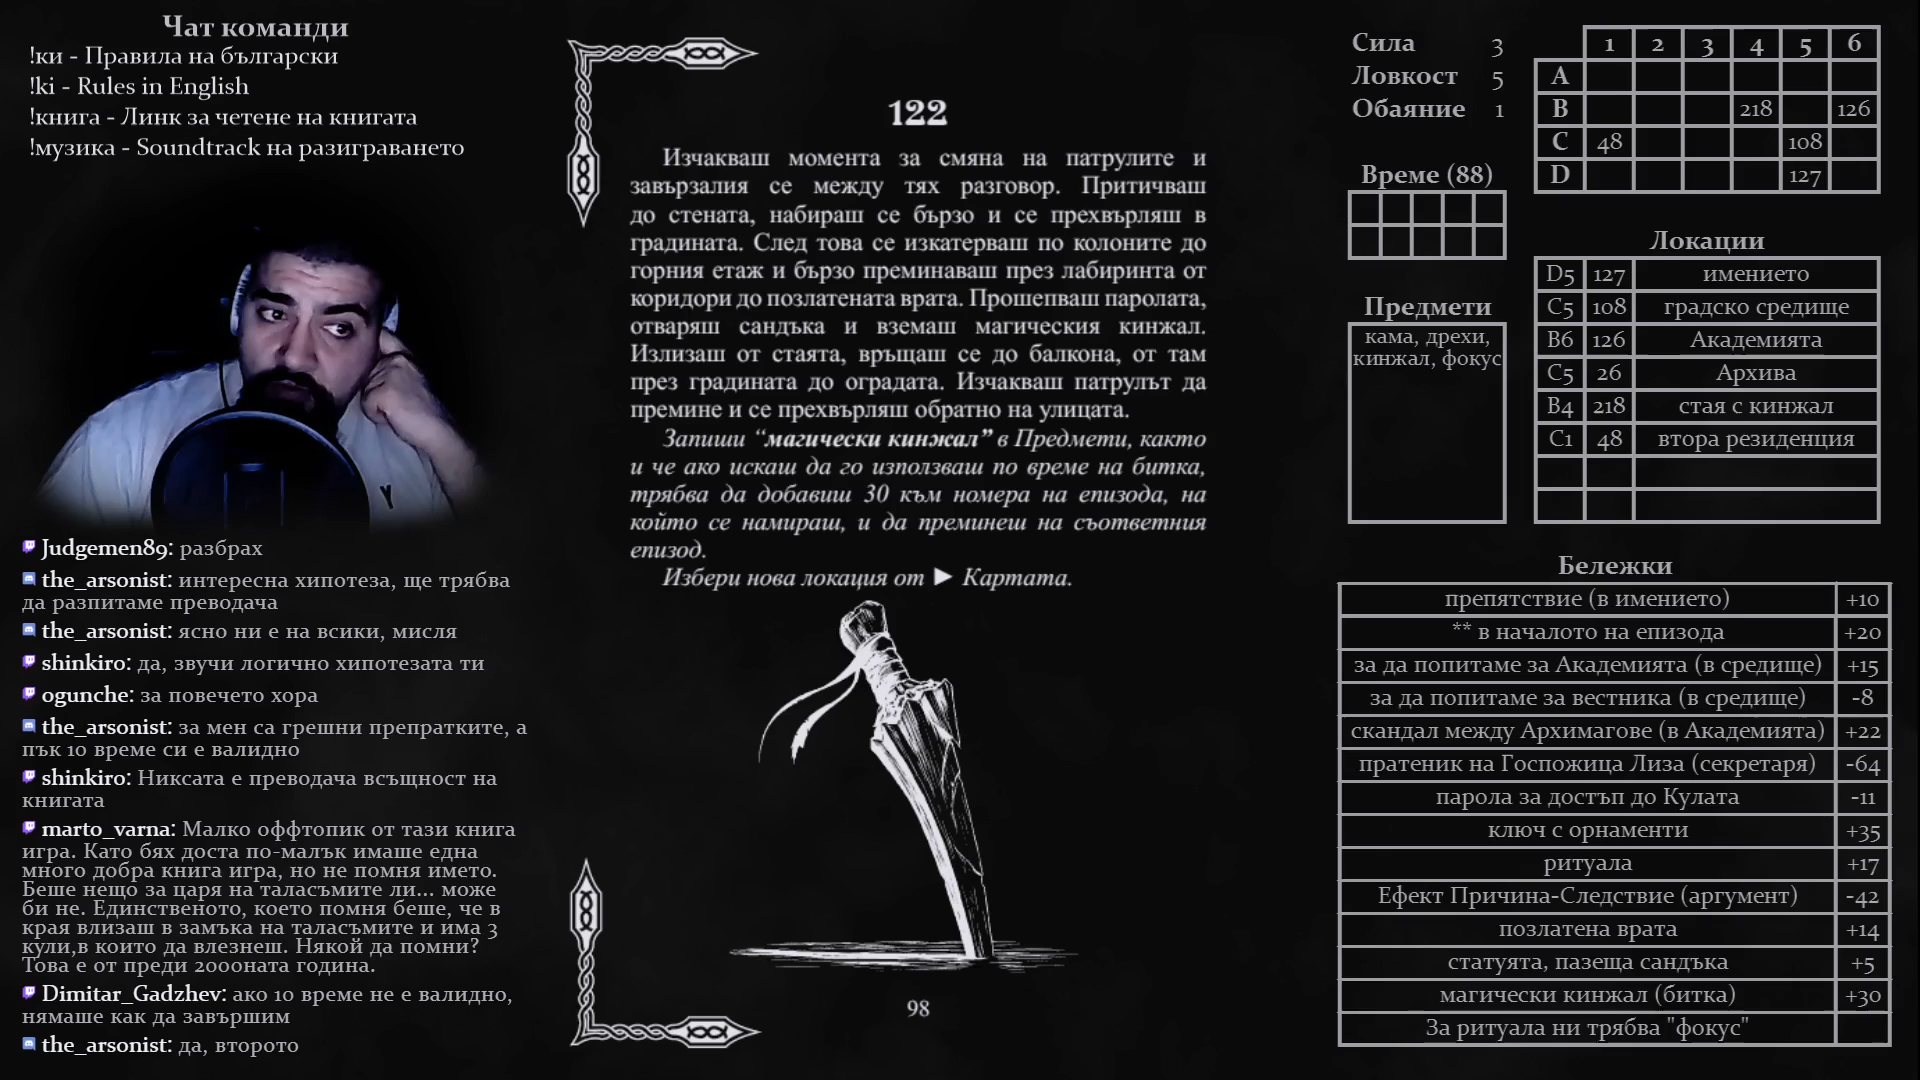 Чат команди
!ки - Правила на български
!ki - Rules in English
!книга - Линк за четене на книгата
!музика - Soundtrack на разиграването
Judgemen89: разбрах
the_arsonist: интересна хипотеза, ще трябва
да разпитаме преводача
the_arsonist: ясно ни е на всики, мисля
shinkiro: да, звучи логично хипотезата ти
ogunche: за повечето хора
the_arsonist: за мен са грешни препратките, а
пък 10 време си е валидно
shinkiro: Никсата е преводача всъщност на
книгата
marto_varna: Малко оффтопик от тази книга
игра. Като бях доста по-малък имаше една
много добра книга игра, но не помня името.
Беше нещо за царя на таласъмите ли... може
би не. Единственото, което помня беше, че в
края влизаш в замъка на таласъмите и има 3
кули,в които да влезнеш. Някой да помни?
Това е от преди 2000ната година.
Dimitar_Gadzhev: ако 10 време не е валидно,
нямаше как да завършим
the_arsonist: да, второто
122
Изчакваш момента за смяна на патрулите и
завързалия се между тях разговор. Притичваш
до стената, набираш се бързо и се прехвърляш в
градината. След това се изкатерваш по колоните до
горния етаж и бързо преминаваш през лабиринта от
коридори до позлатената врата. Прошепваш паролата,
отваряш сандъка и вземаш магическия кинжал.
Излизаш от стаята, връщаш се до балкона, от там
през градината до оградата. Изчакваш патрулът да
премине и се прехвърляш обратно на улицата.
Запиши “магически кинжал” в Предмети, както
и че ако искаш да го използваш по време на битка,
трябва да добавиш 30 към номера на епизода, на
който се намираш, и да преминеш на съответния
епизод.
Избери нова локация от ► Картата.
98
Сила 3
Ловкост 5
Обаяние 1
Време (88)
Предмети
кама, дрехи,
кинжал, фокус
1 2 3 4 5 6
A
B 218 126
C 48 108
D 127
Локации
D5 127 имението
C5 108 градско средище
B6 126 Академията
C5 26 Архива
B4 218 стая с кинжал
C1 48 втора резиденция
Бележки
препятствие (в имението) +10
** в началото на епизода +20
за да попитаме за Академията (в средище) +15
за да попитаме за вестника (в средище) -8
скандал между Архимагове (в Академията) +22
пратеник на Госпожица Лиза (секретаря) -64
парола за достъп до Кулата -11
ключ с орнаменти +35
ритуала +17
Ефект Причина-Следствие (аргумент) -42
позлатена врата +14
статуята, пазеща сандъка +5
магически кинжал (битка) +30
За ритуала ни трябва "фокус"